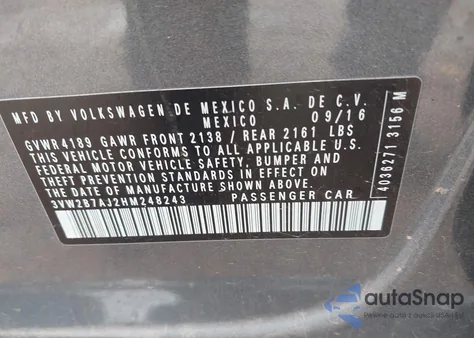 MFD BY VOLKSWAGEN DE MEXICO S.A. DE C.V.
MEXICO 09/16
GVWR 4189 GAWR FRONT 2138 / REAR 2161 LBS
THIS VEHICLE CONFORMS TO ALL APPLICABLE U.S.
FEDERAL MOTOR VEHICLE SAFETY, BUMPER AND
THEFT PREVENTION STANDARDS IN EFFECT ON
THE DATE OF MANUFACTURE SHOWN ABOVE.
3VW2B7AJ2HM248243 PASSENGER CAR
4036271 3156 M
autaSnap